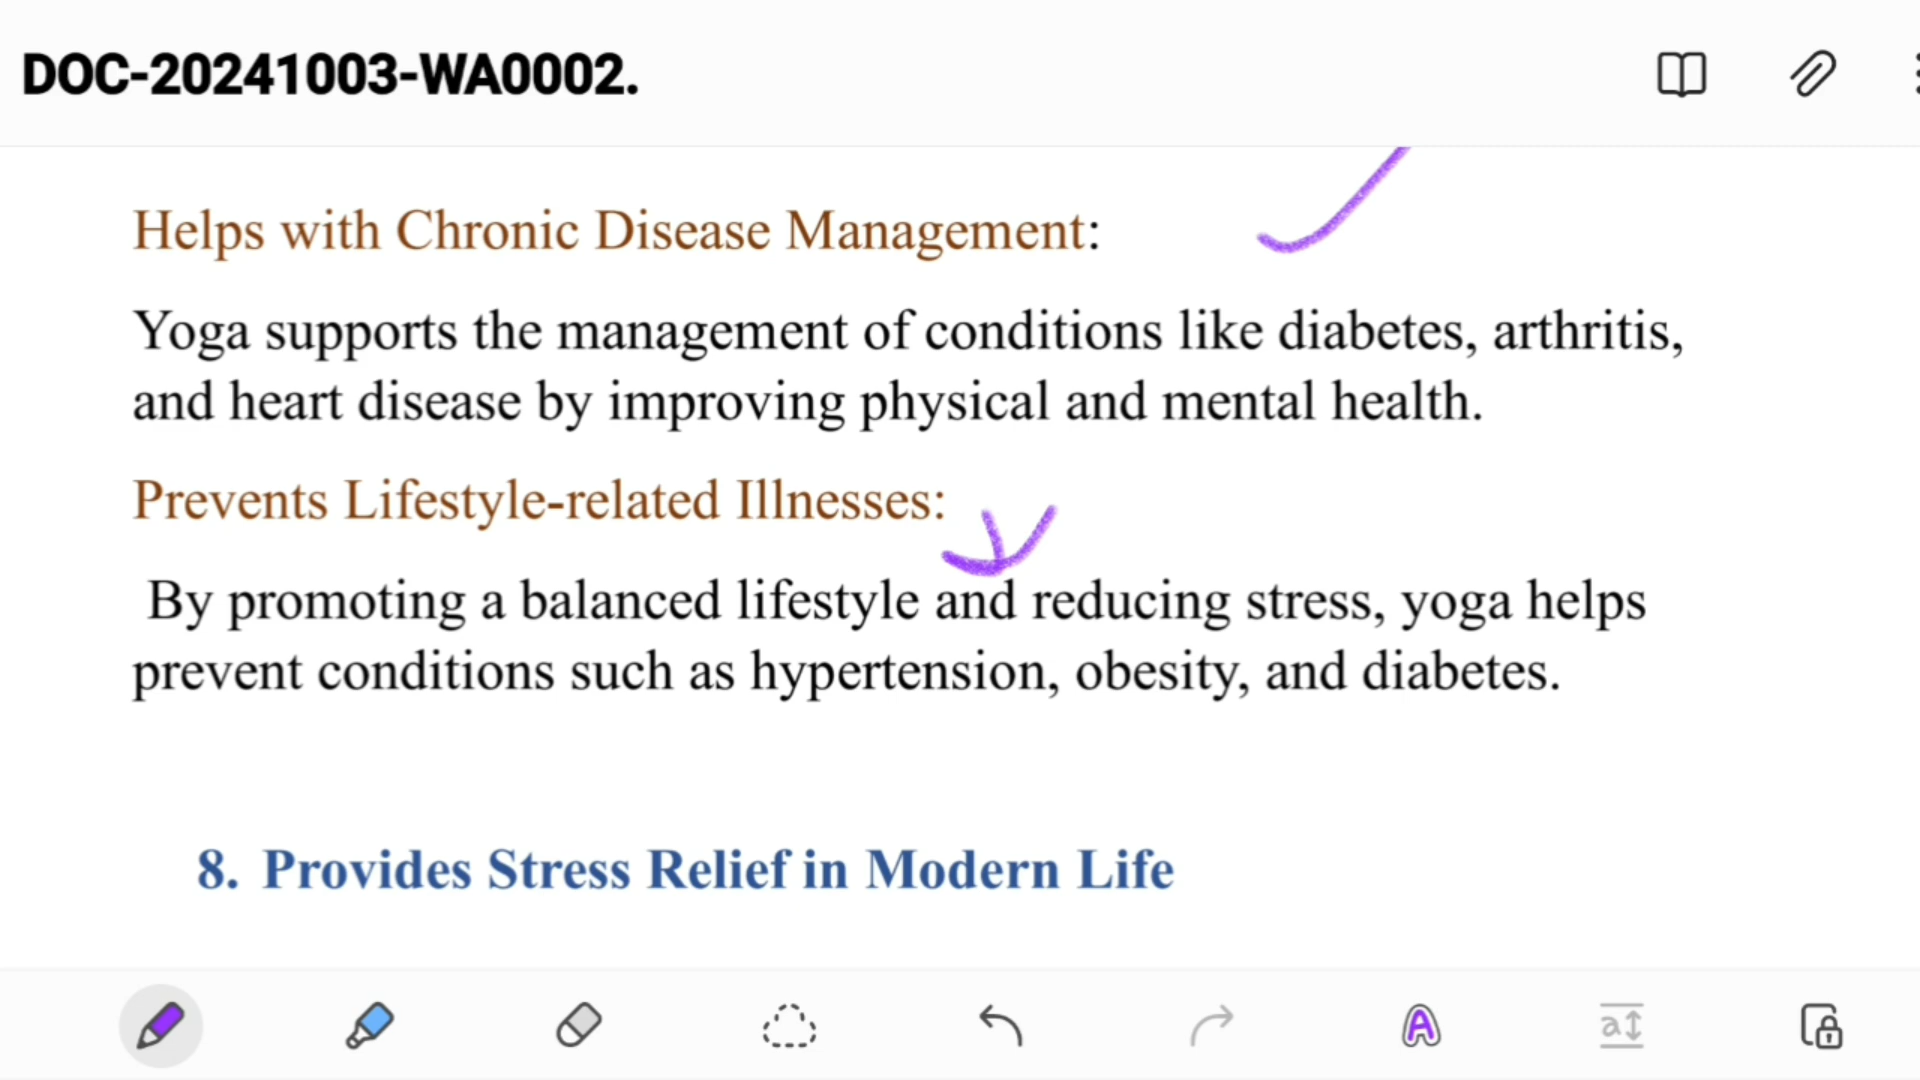 DOC-20241003-WA0002.
Helps with Chronic Disease Management:
Yoga supports the management of conditions like diabetes, arthritis,
and heart disease by improving physical and mental health.
Prevents Lifestyle-related Illnesses:
By promoting a balanced lifestyle and reducing stress, yoga helps
prevent conditions such as hypertension, obesity, and diabetes.
8. Provides Stress Relief in Modern Life
A a